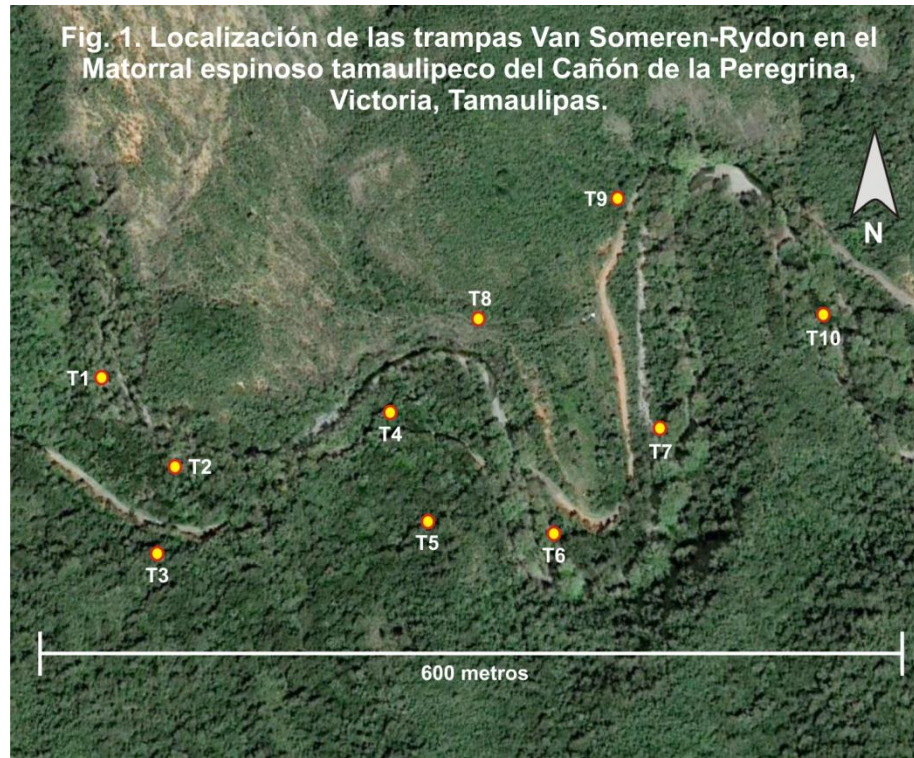 Fig. 1. Localización de las trampas Van Someren-Rydon en el
Matorral espinoso tamaulipeco del Cañón de la Peregrina,
Victoria, Tamaulipas.
T9
N
T8
T10
T1
T4
T7
T2
T5
T6
T3
600 metros